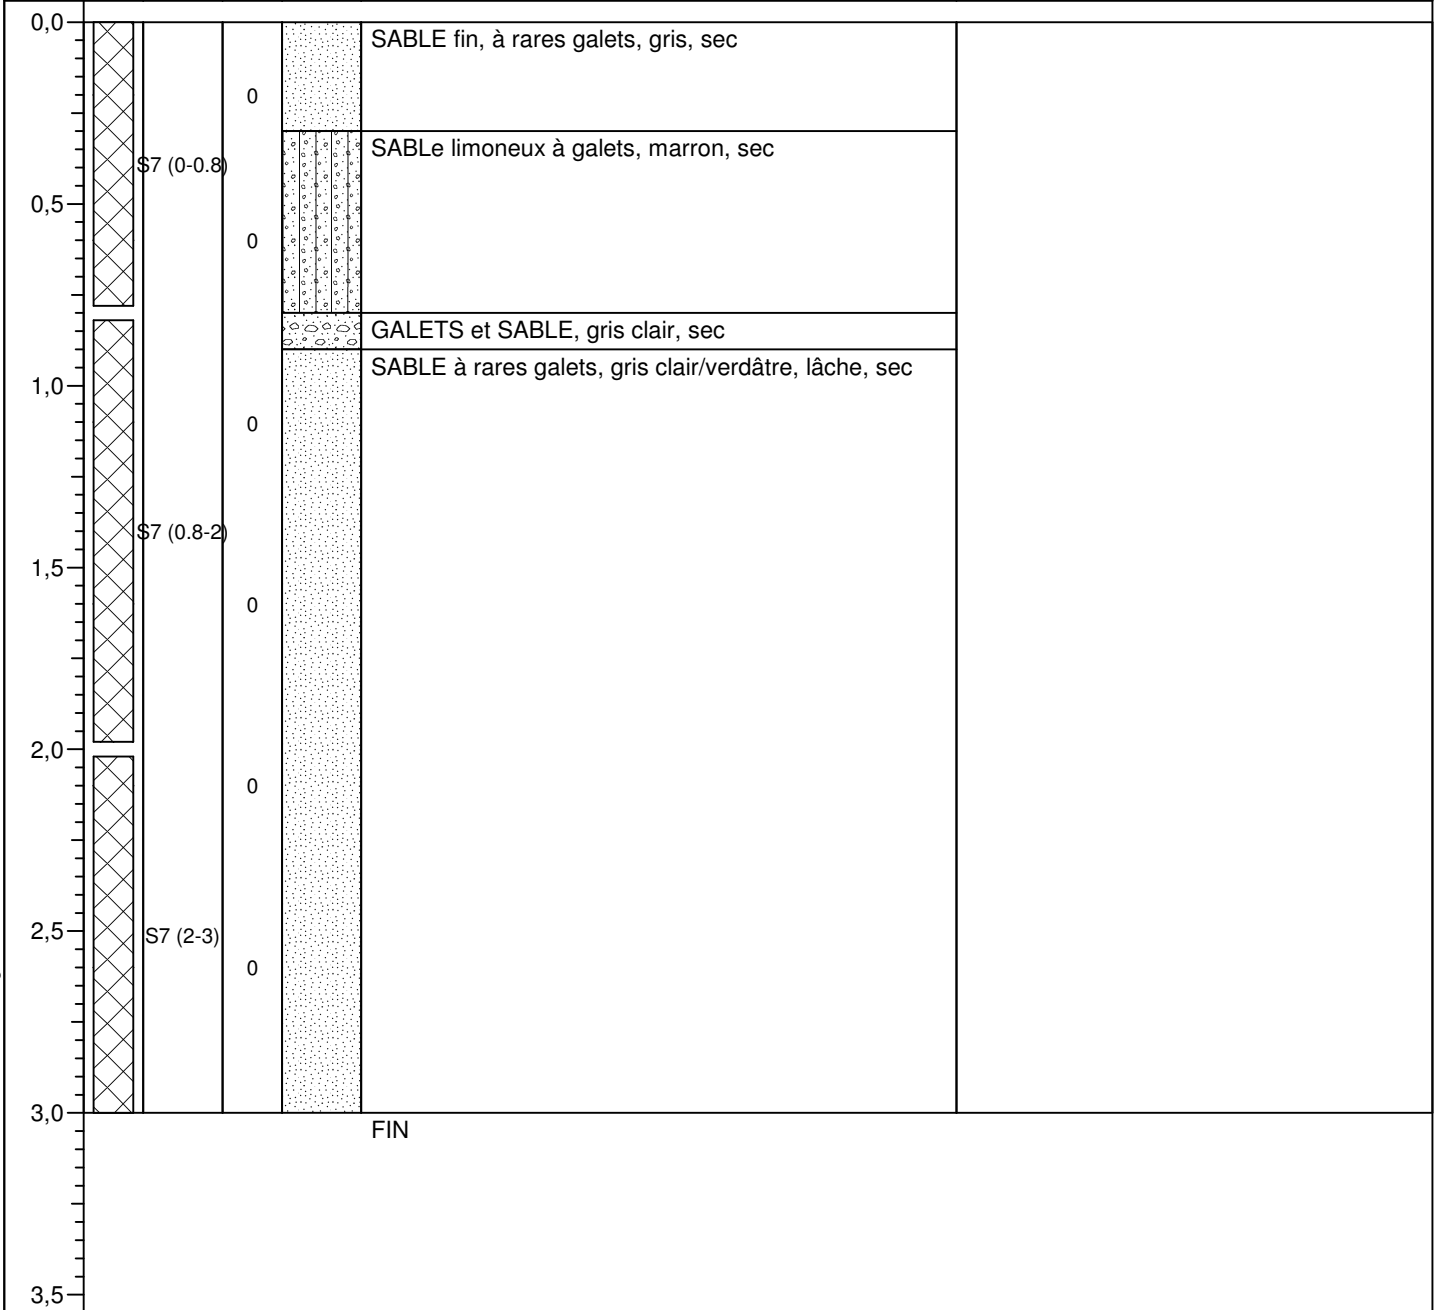 0,0
SABLE fin, à rares galets, gris, sec
0
SABLe limoneux à galets, marron, sec
S7 (0-0.8)
0,5
0
GALETS et SABLE, gris clair, sec
SABLE à rares galets, gris clair/verdâtre, lâche, sec
1,0
0
S7 (0.8-2)
1,5
0
2,0
0
2,5
S7 (2-3)
0
3,0
FIN
3,5